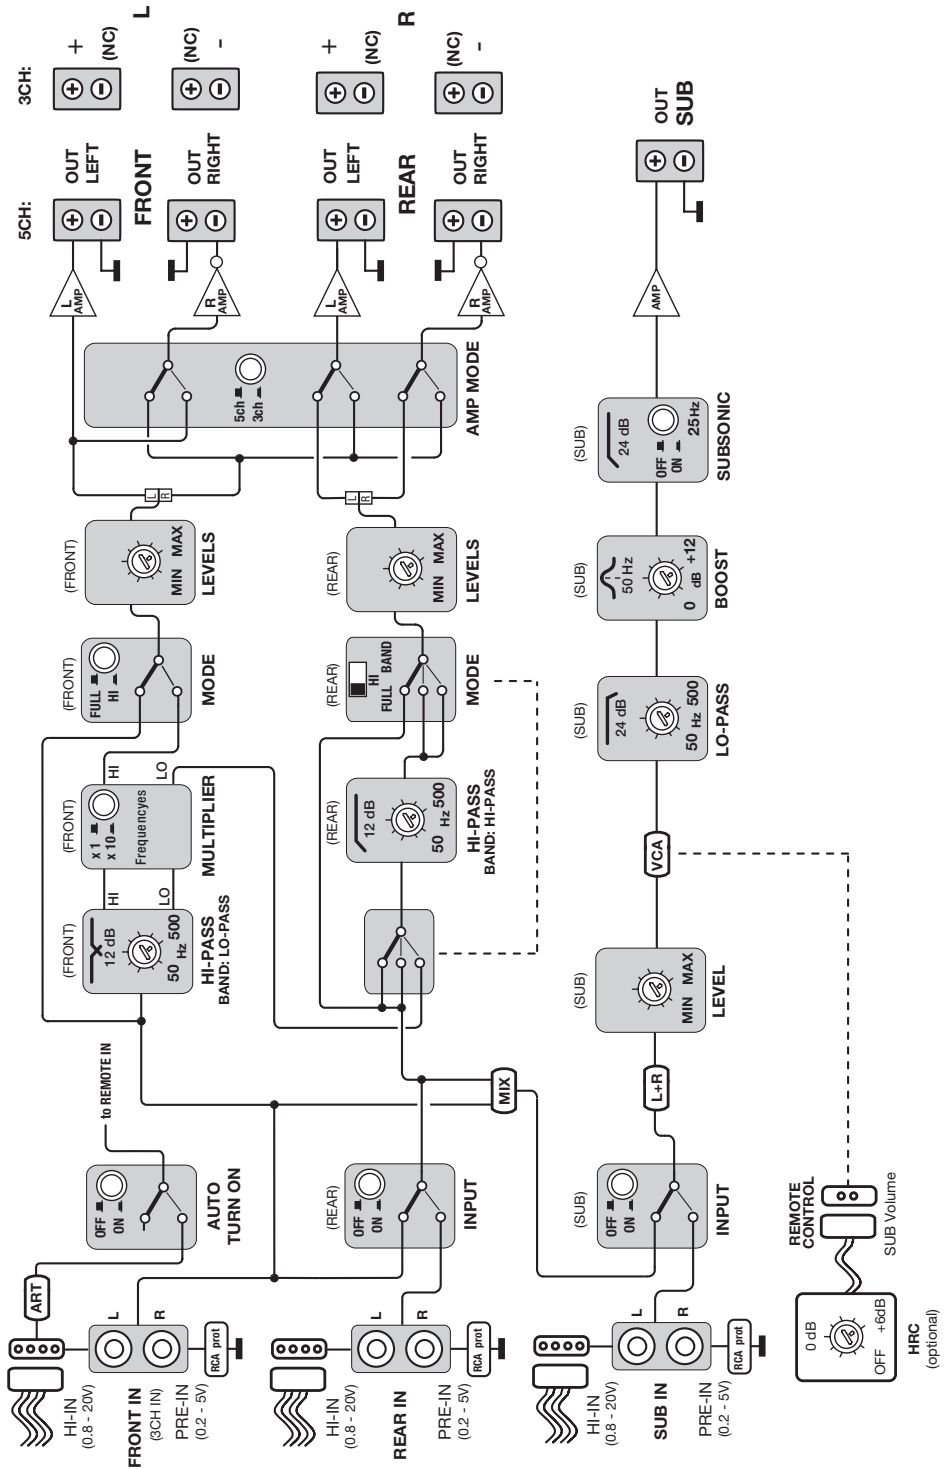 HI-IN
(0.8 - 20V)
FRONT IN
(3CH IN)
PRE-IN
(0.2 - 5V)
L
R
RCA prot
ART
OFF
ON
AUTO
TURN ON
to REMOTE IN
(FRONT)
12 dB
50 Hz 500
HI-PASS
BAND: LO-PASS
HI
LO
(FRONT)
x 1
x 10
Frequencyes
MULTIPLIER
HI
LO
(FRONT)
FULL
HI
MODE
(FRONT)
MIN MAX
LEVELS
L
R
5ch
3ch
AMP MODE
L
AMP
R
AMP
5CH:
OUT
LEFT
FRONT
OUT
RIGHT
3CH:
+
(NC)
L
(NC)
-
HI-IN
(0.8 - 20V)
REAR IN
PRE-IN
(0.2 - 5V)
L
R
RCA prot
(REAR)
OFF
ON
INPUT
MIX
(REAR)
12 dB
50 Hz 500
HI-PASS
BAND: HI-PASS
(REAR)
FULL
HI
BAND
MODE
(REAR)
MIN MAX
LEVELS
L
R
L
AMP
R
AMP
OUT
LEFT
REAR
OUT
RIGHT
+
(NC)
R
(NC)
-
HI-IN
(0.8 - 20V)
SUB IN
PRE-IN
(0.2 - 5V)
L
R
RCA prot
(SUB)
OFF
ON
INPUT
L+R
(SUB)
MIN MAX
LEVEL
VCA
(SUB)
24 dB
50 Hz 500
LO-PASS
(SUB)
50 Hz
0 dB +12
BOOST
(SUB)
24 dB
OFF
ON
25Hz
SUBSONIC
AMP
OUT
SUB
0 dB
OFF +6dB
HRC
(optional)
REMOTE
CONTROL
SUB Volume